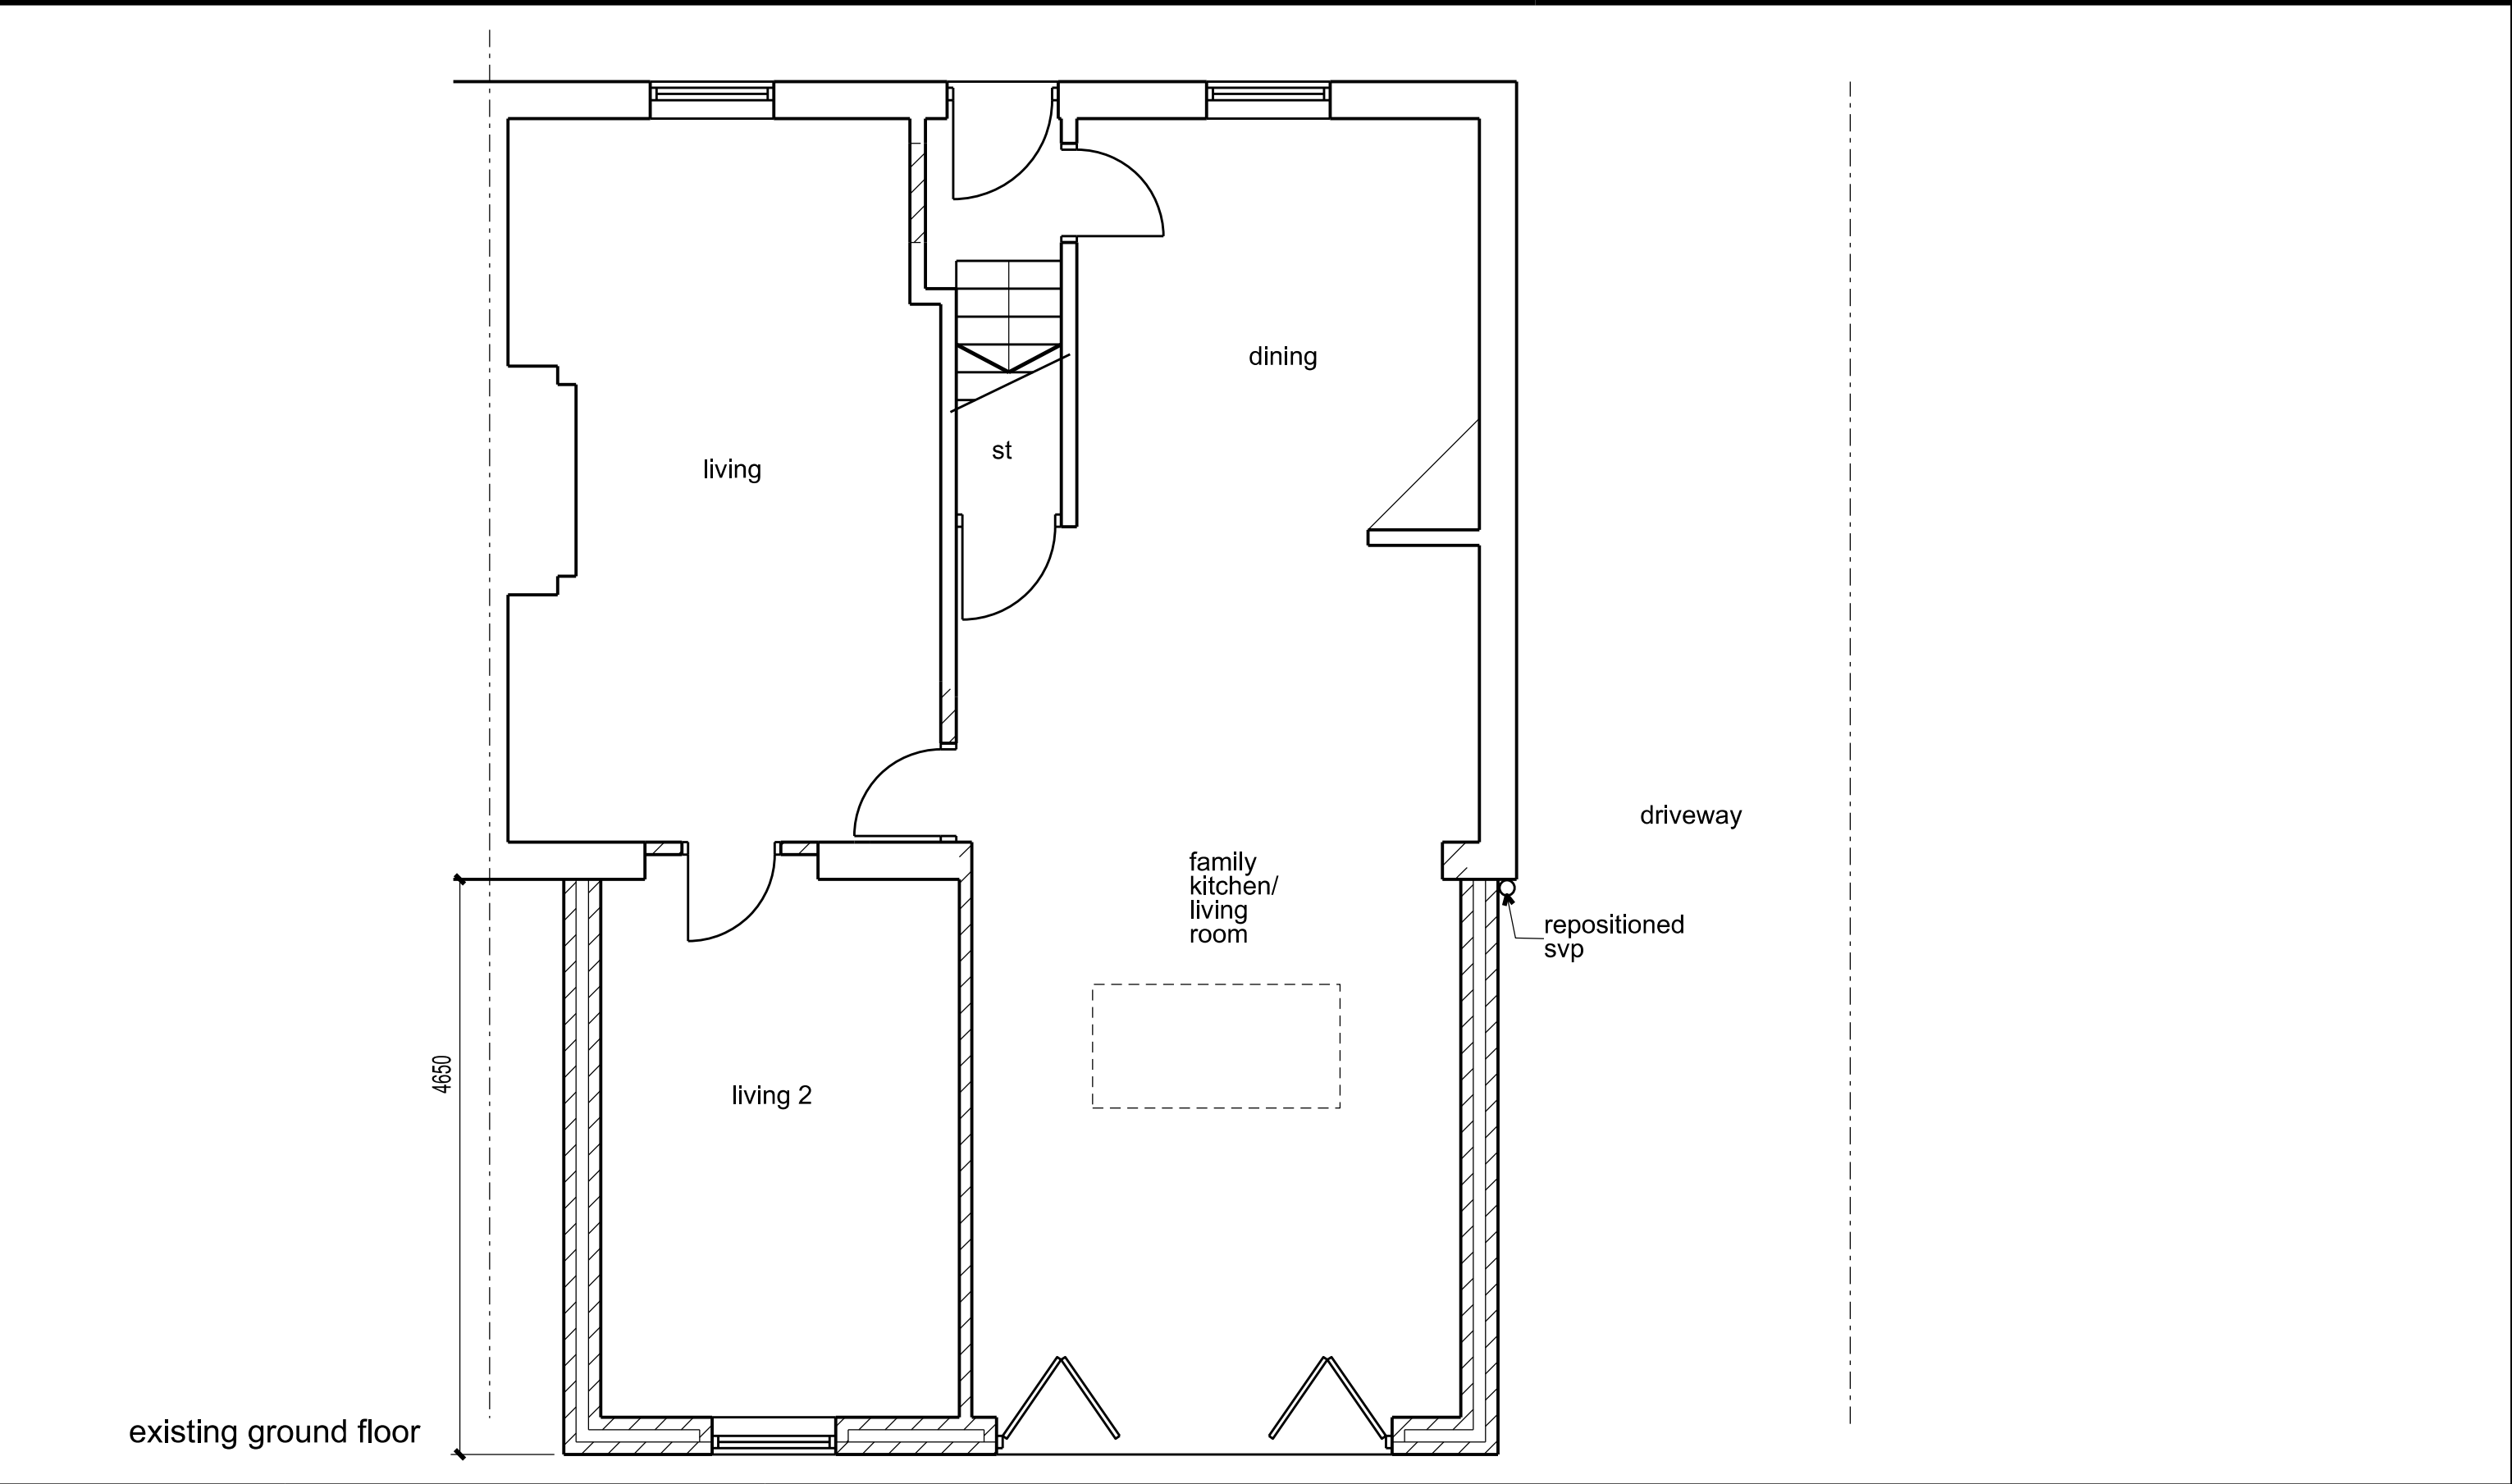 dining
living
st
driveway
family
kitchen/
living
room
repositioned
svp
4650
living 2
existing ground floor